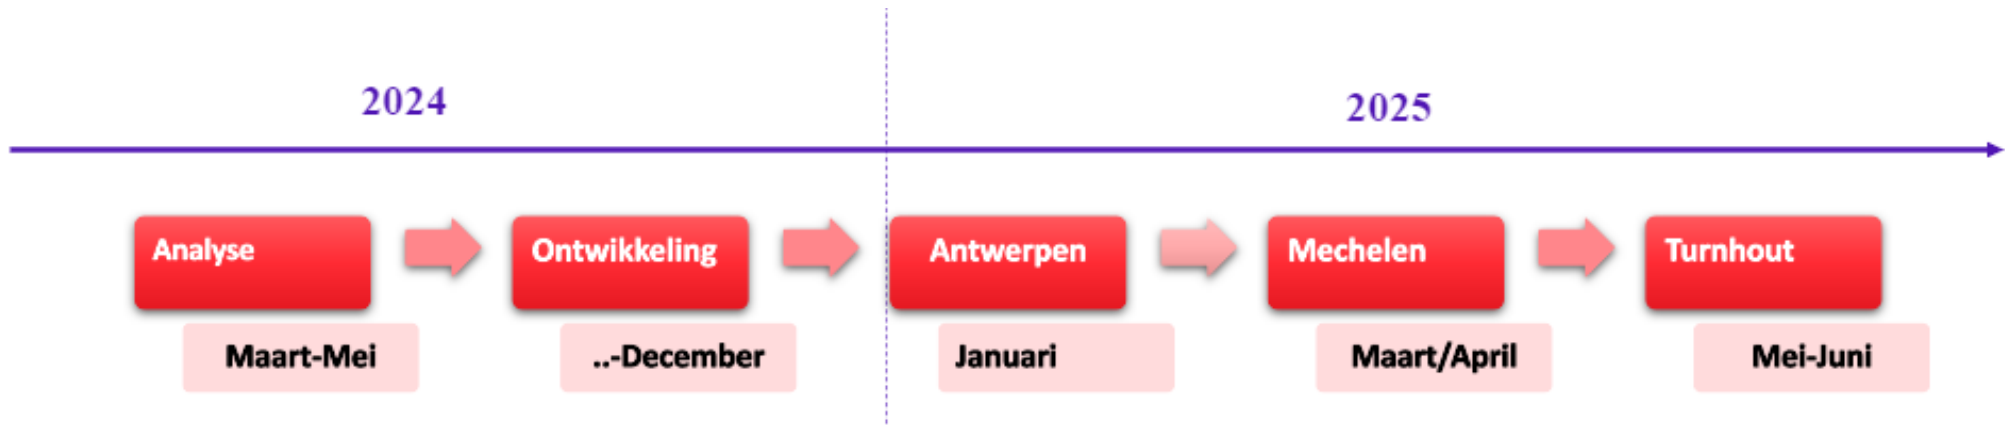 2024
2025
Analyse
Ontwikkeling
Antwerpen
Mechelen
Turnhout
Maart-Mei
..-December
Januari
Maart/April
Mei-Juni